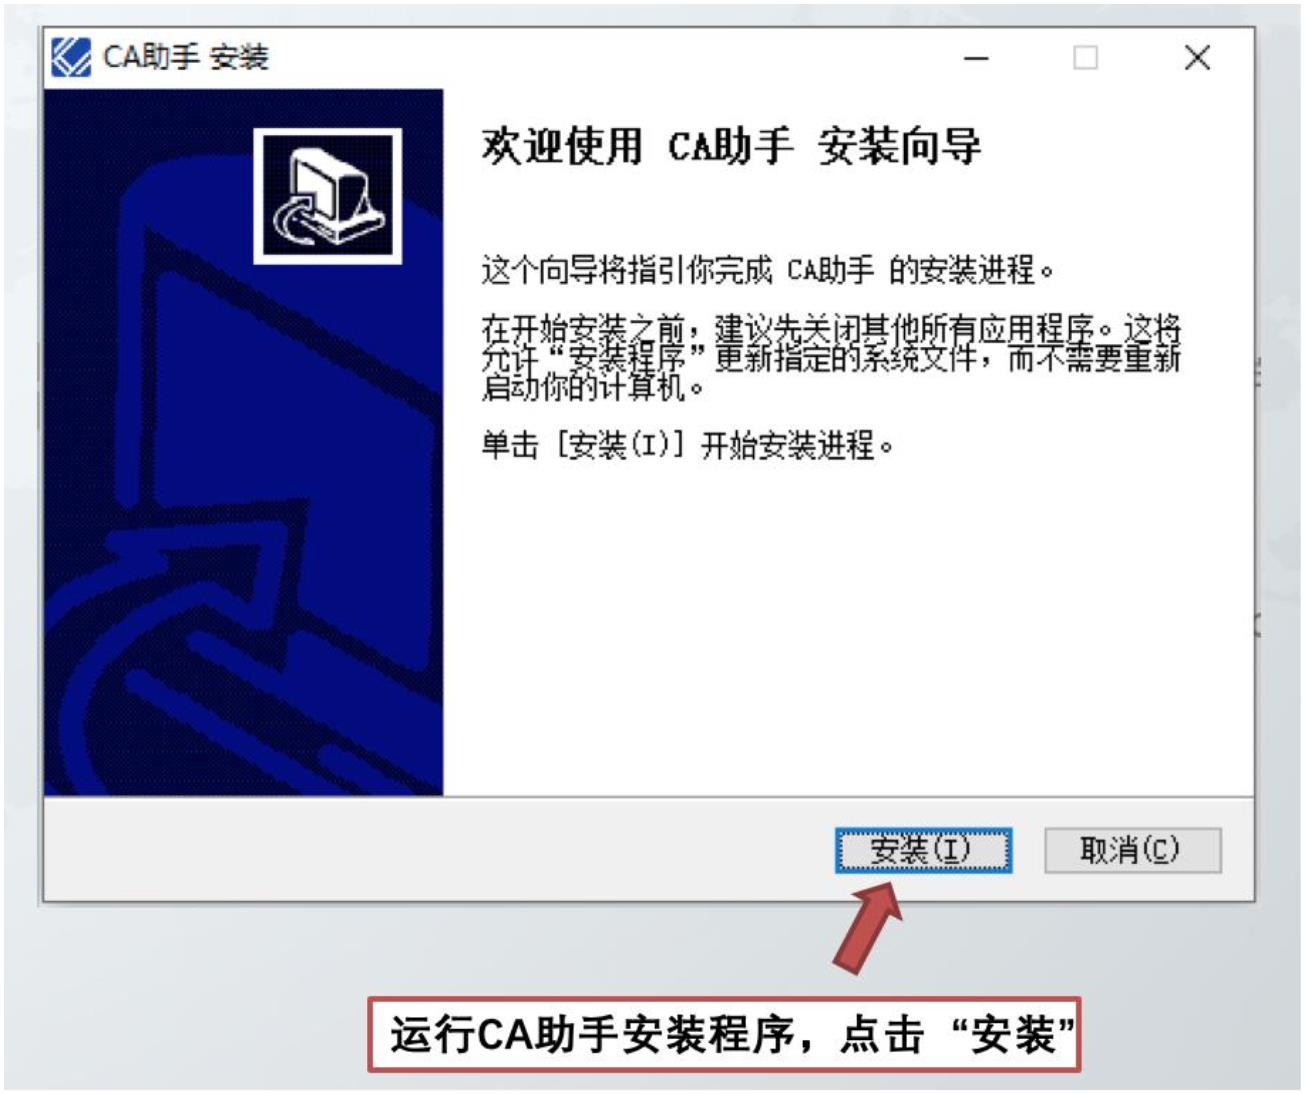 CA助手 安装
欢迎使用 CA助手 安装向导
这个向导将指引你完成 CA助手 的安装进程。
在开始安装之前，建议先关闭其他所有应用程序。这将
允许“安装程序”更新指定的系统文件，而不需要重新
启动你的计算机。
单击 [安装(I)] 开始安装进程。
安装(I)
取消(C)
运行CA助手安装程序，点击“安装”